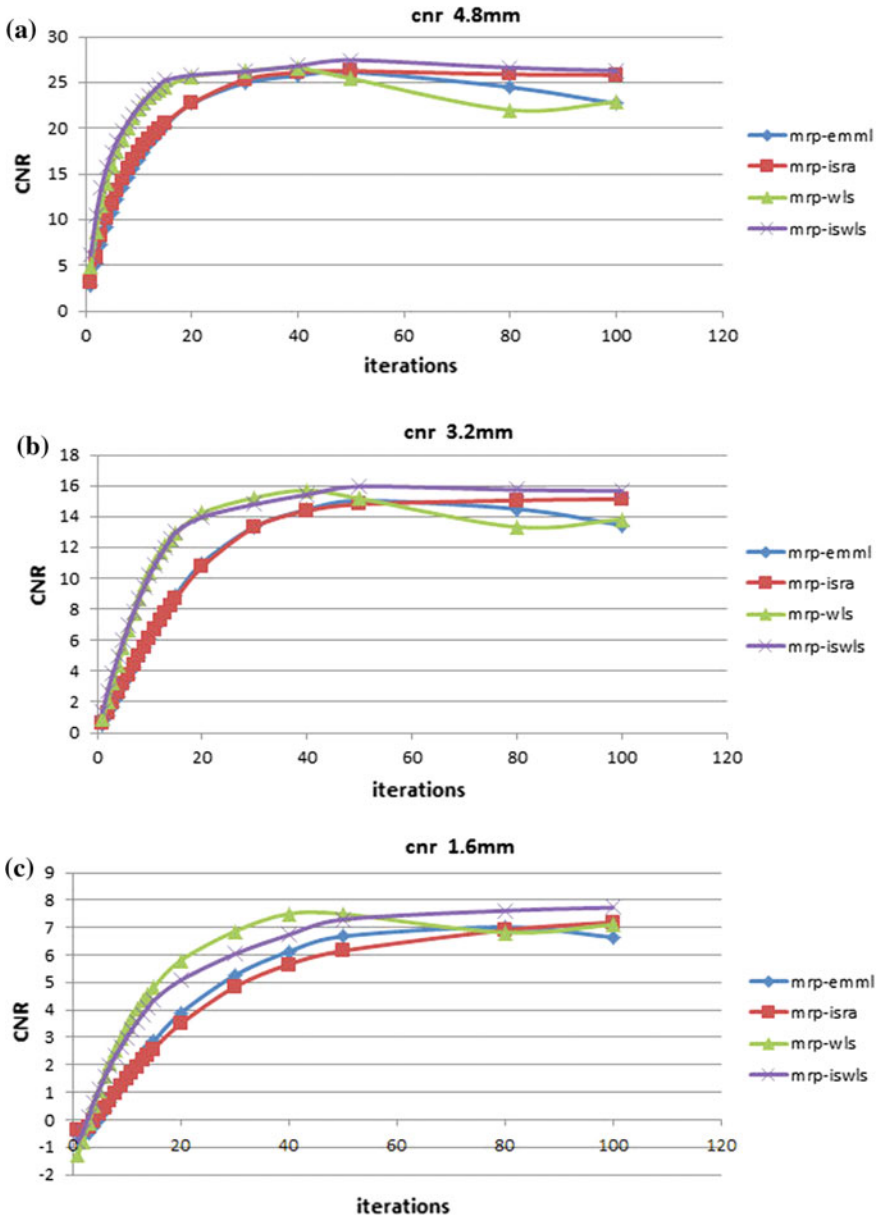 (a)
cnr 4.8mm
30
25
20
15
10
5
0
CNR
0 20 40 60 80 100 120
iterations
mrp-emml
mrp-isra
mrp-wls
mrp-iswls
(b)
cnr 3.2mm
18
16
14
12
10
8
6
4
2
0
CNR
0 20 40 60 80 100 120
iterations
mrp-emml
mrp-isra
mrp-wls
mrp-iswls
(c)
cnr 1.6mm
9
8
7
6
5
4
3
2
1
0
-1
-2
CNR
0 20 40 60 80 100 120
iterations
mrp-emml
mrp-isra
mrp-wls
mrp-iswls